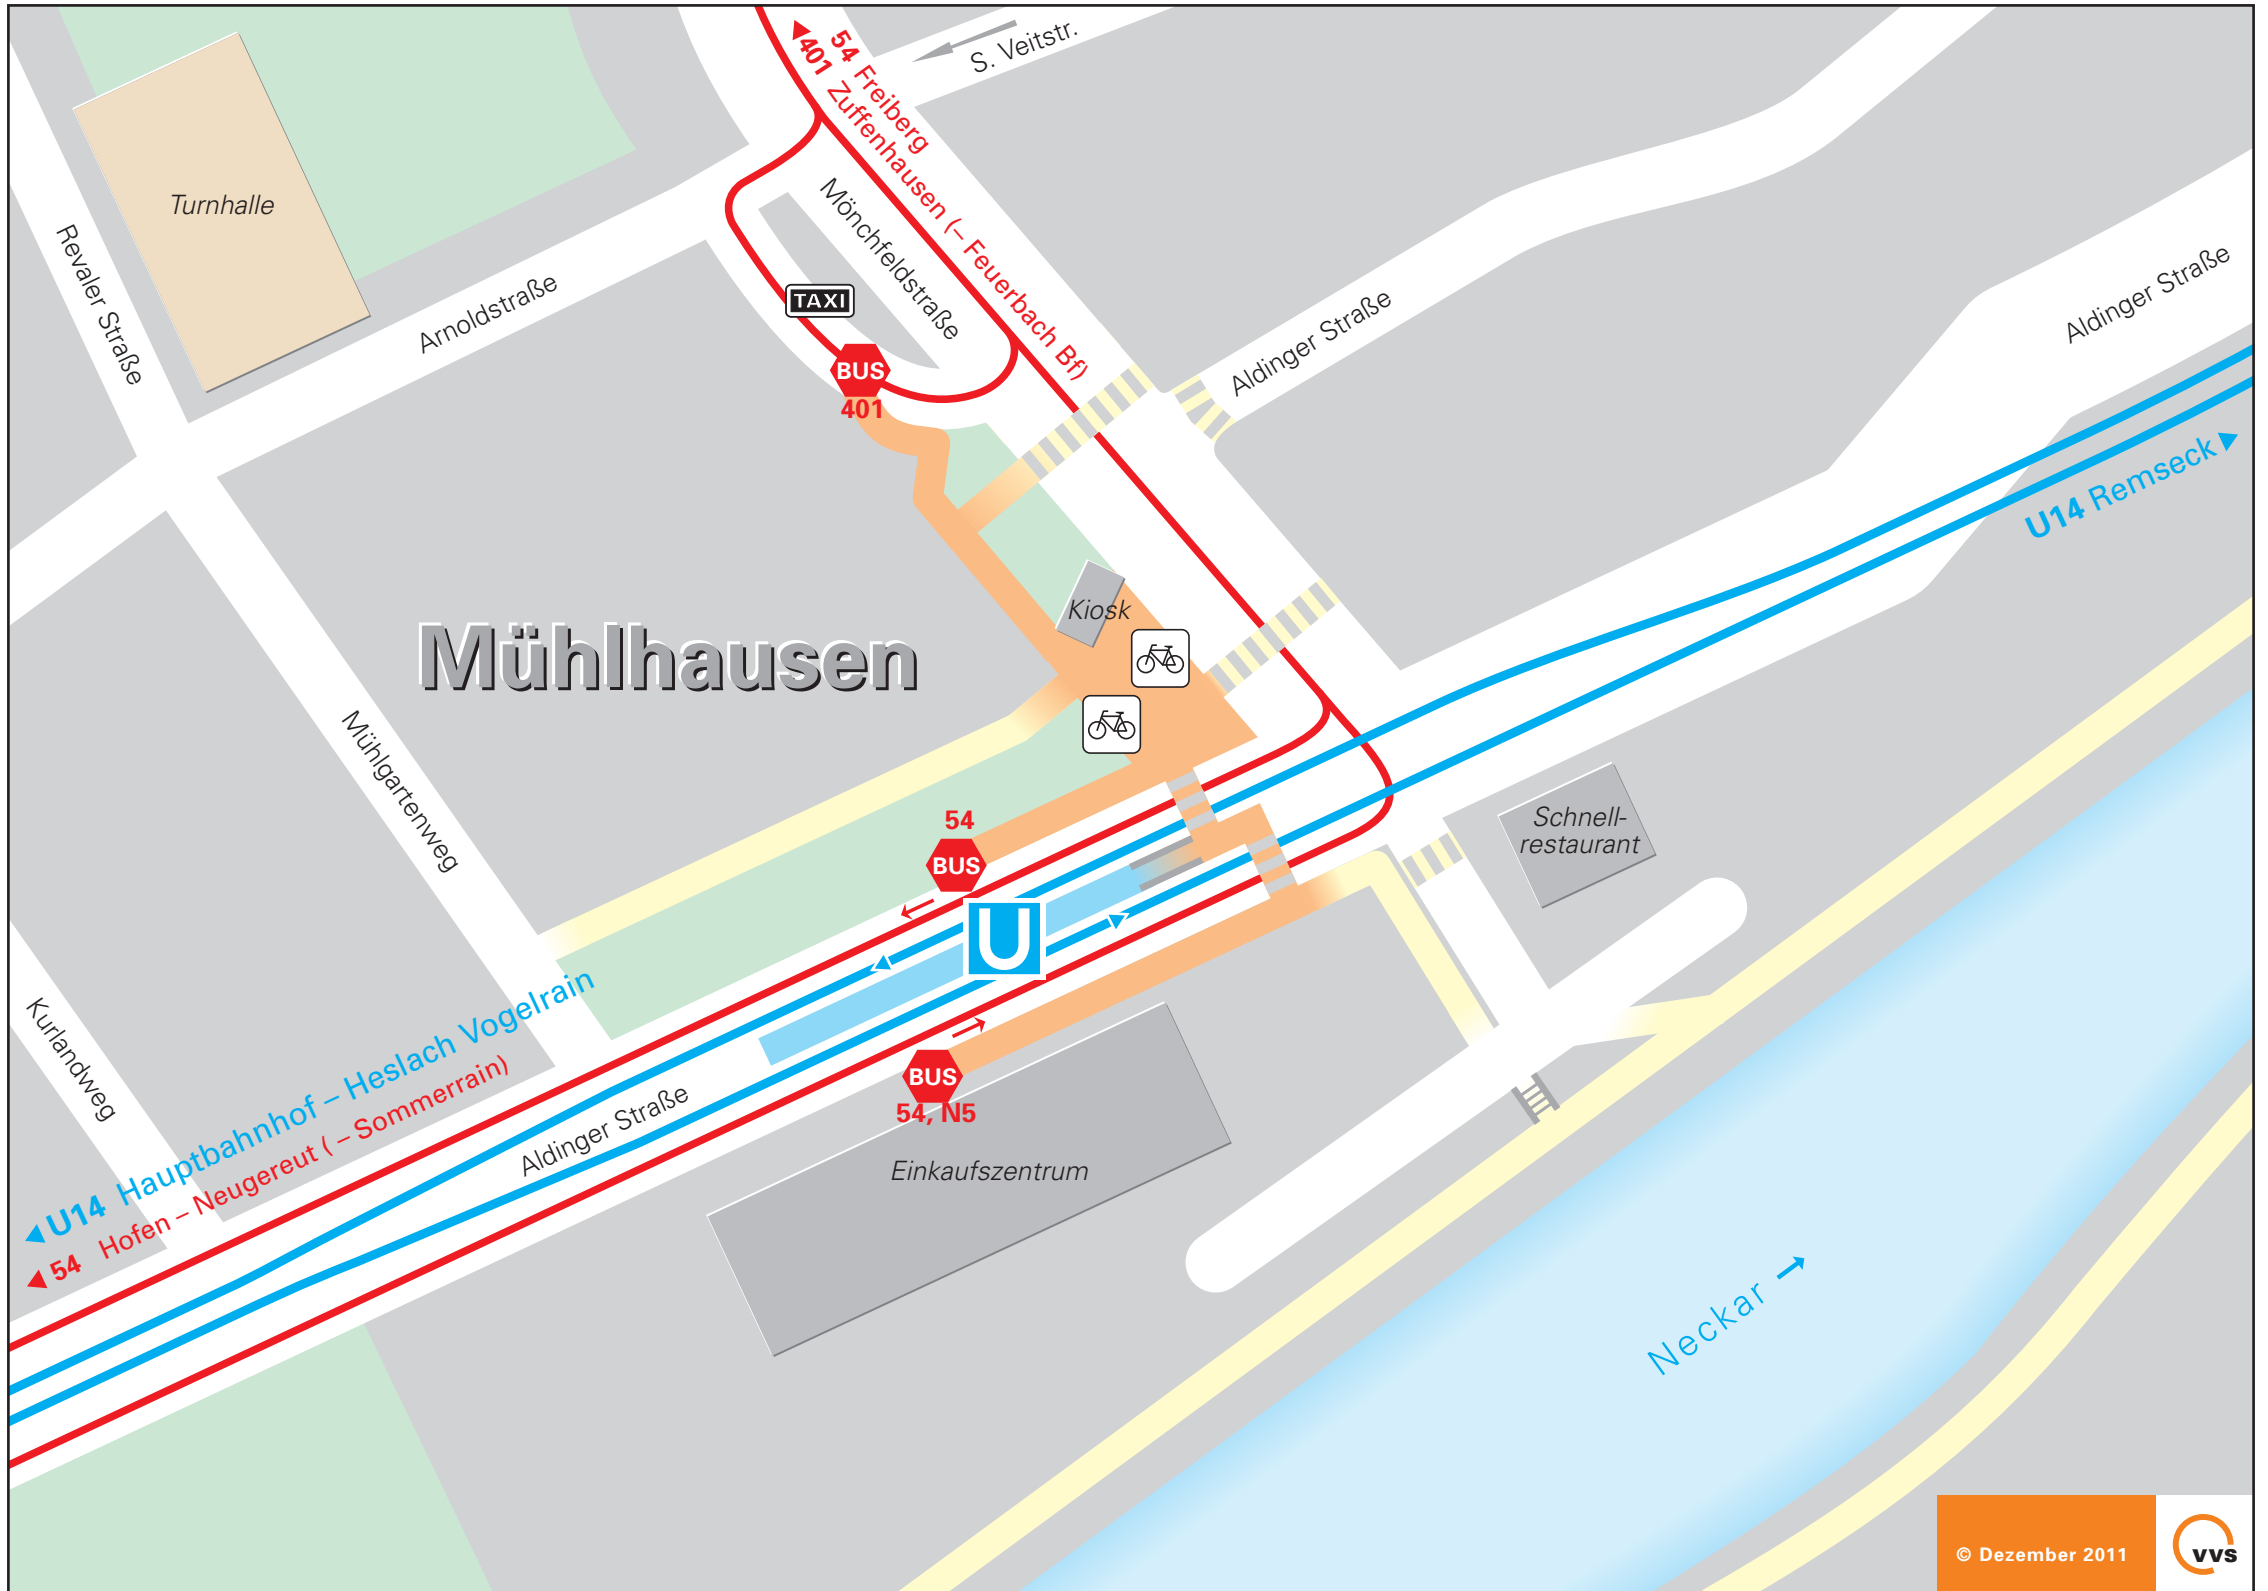 S. Veitstr.
54 Freiberg
401 Zuffenhausen (– Feuerbach Bf)
Turnhalle
Revaler Straße
Arnoldstraße
Mönchfeldstraße
TAXI
BUS
401
Aldinger Straße
Aldinger Straße
U14 Remseck
Kiosk
Mühlhausen
Mühlgartenweg
54
BUS
U
Schnell-
restaurant
Kurlandweg
U14 Hauptbahnhof – Heslach Vogelrain
54 Hofen – Neugereut ( – Sommerrain)
Aldinger Straße
BUS
54, N5
Einkaufszentrum
Neckar
© Dezember 2011
vvs